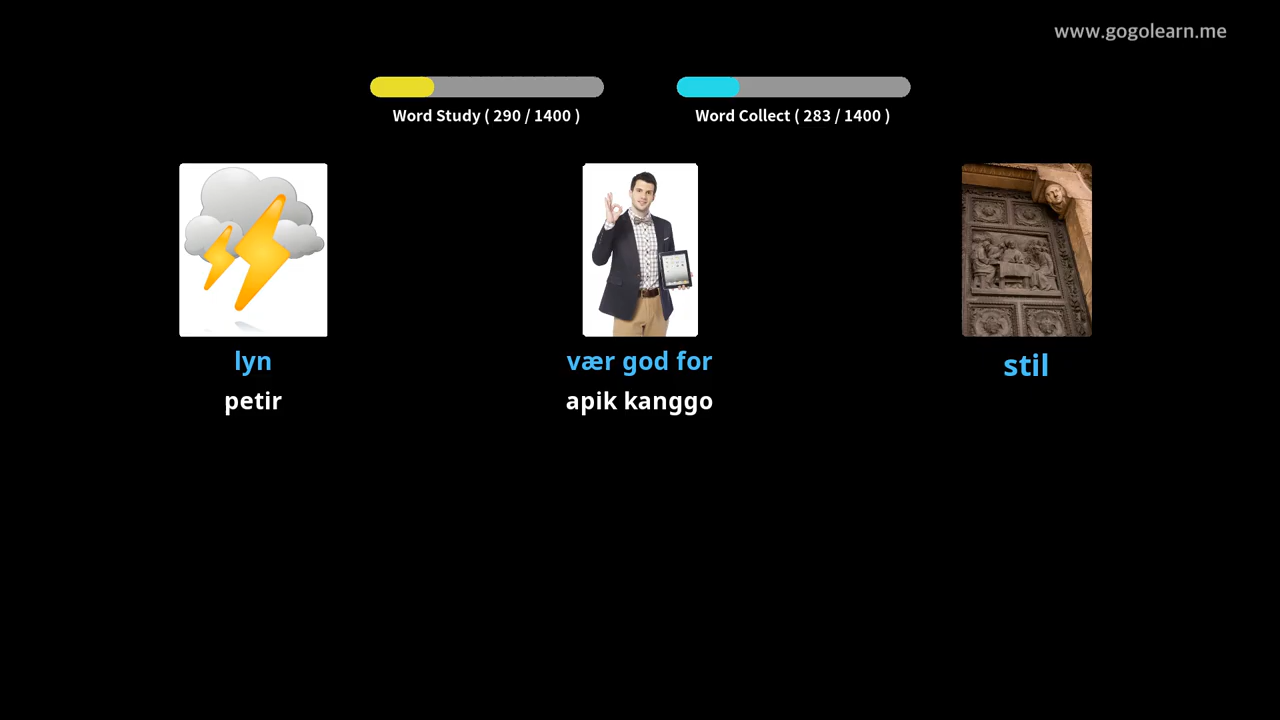 www.gogolearn.me
Word Study ( 290 / 1400 )
Word Collect ( 283 / 1400 )
lyn
petir
vær god for
apik kanggo
stil